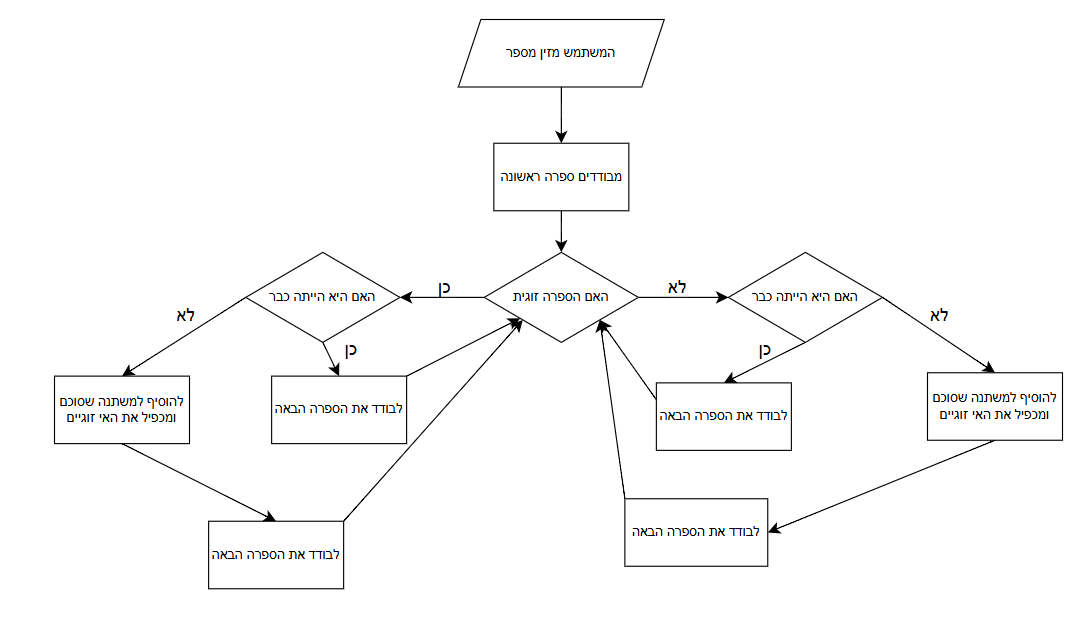 המשתמש מזין מספר
מבודדים ספרה ראשונה
האם הספרה זוגית
לא
כן
האם היא הייתה כבר
האם היא הייתה כבר
לא
לא
כן
כן
להוסיף למשתנה שסוכם
ומכפיל את האי זוגיים
לבודד את הספרה הבאה
לבודד את הספרה הבאה
להוסיף למשתנה שסוכם
ומכפיל את האי זוגיים
לבודד את הספרה הבאה
לבודד את הספרה הבאה